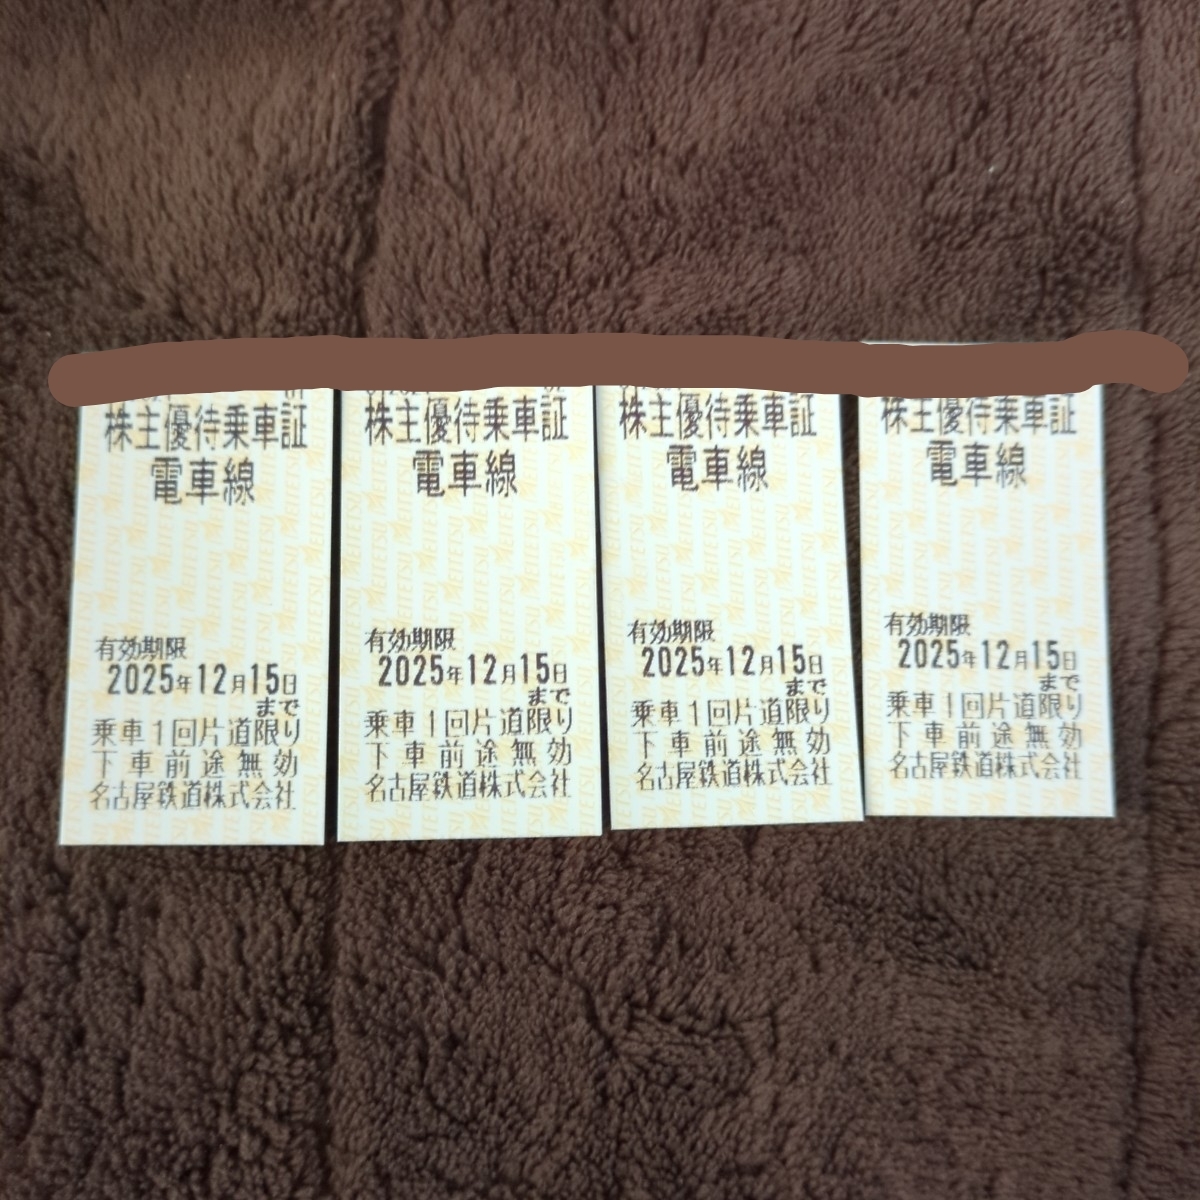 株主優待乗車証
電車線
有効期限
2025年12月15日
まで
乗車1回片道限り
下車前途無効
名古屋鉄道株式会社
株主優待乗車証
電車線
有効期限
2025年12月15日
まで
乗車1回片道限り
下車前途無効
名古屋鉄道株式会社
株主優待乗車証
電車線
有効期限
2025年12月15日
まで
乗車1回片道限り
下車前途無効
名古屋鉄道株式会社
株主優待乗車証
電車線
有効期限
2025年12月15日
まで
乗車1回片道限り
下車前途無効
名古屋鉄道株式会社